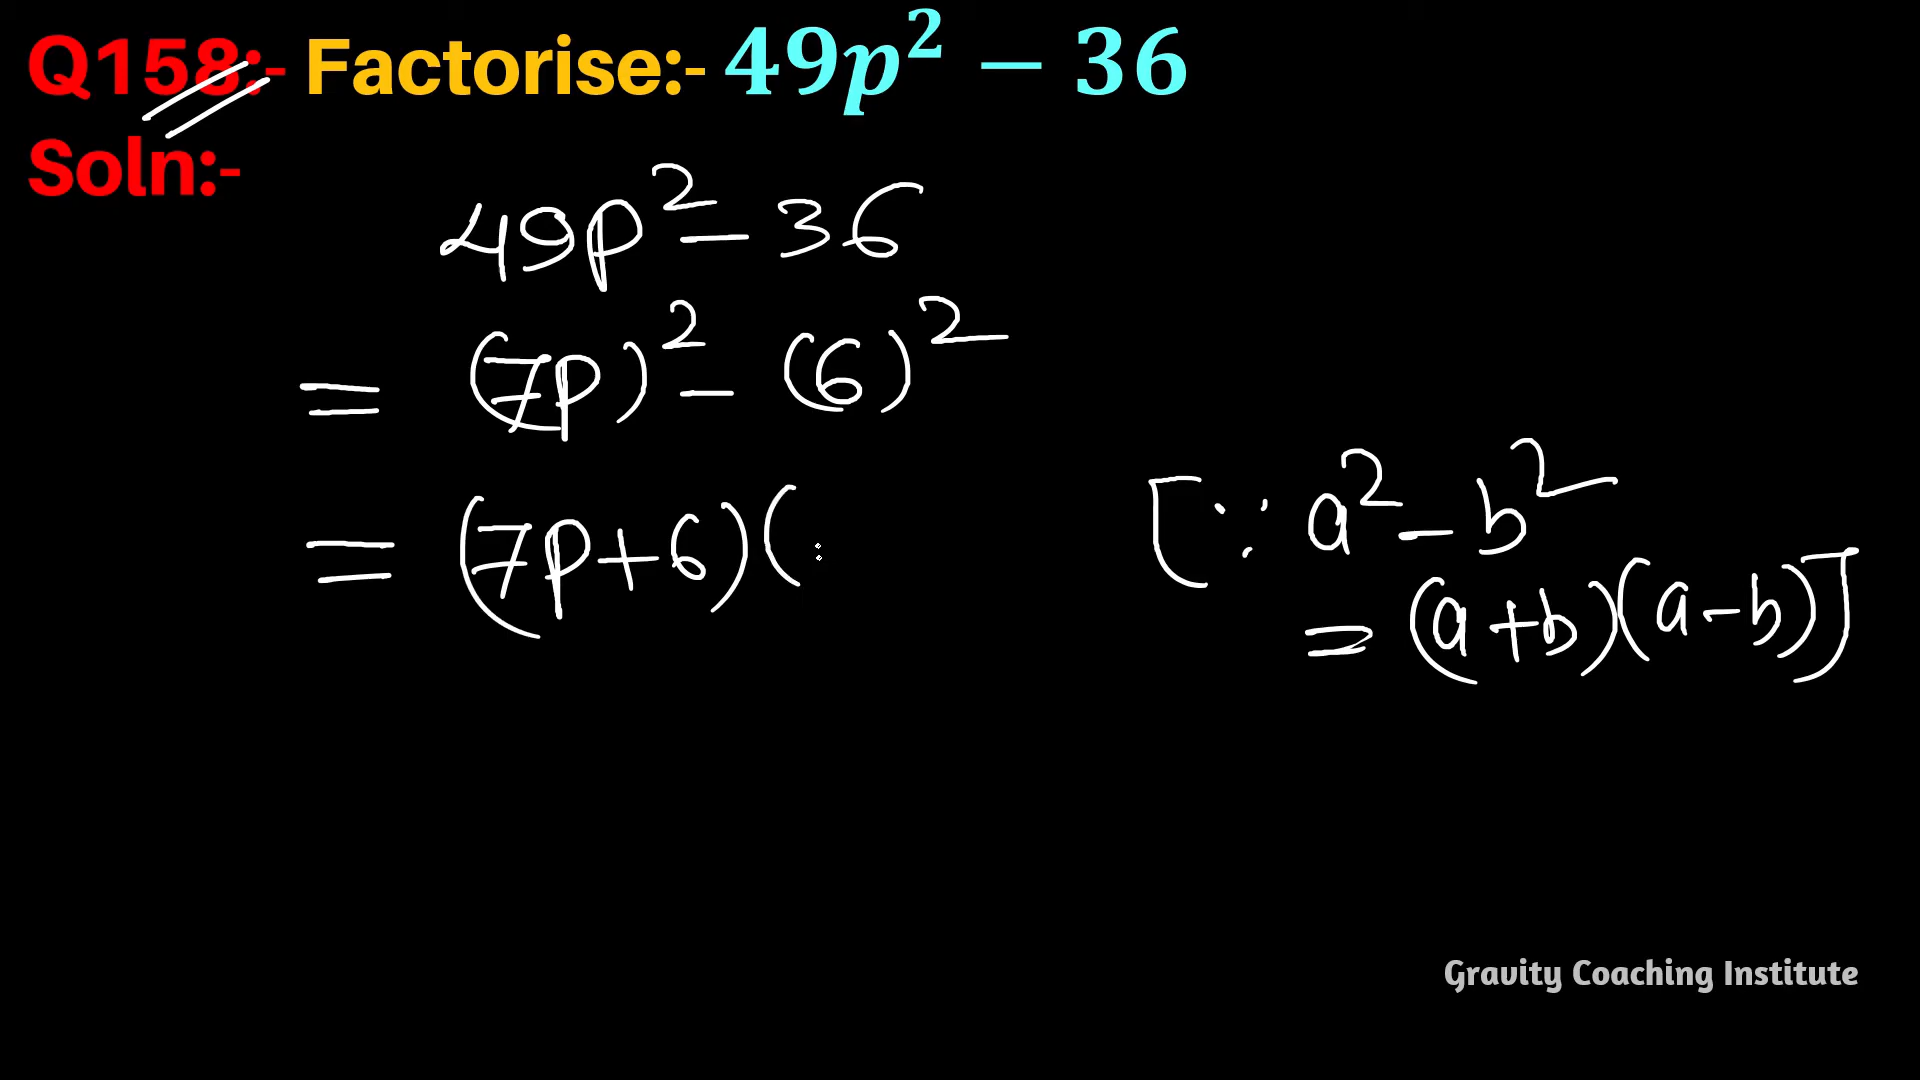 Q158:- Factorise:- 49p² − 36
Soln:-
49p² - 36
= (7p)² - (6)²
= (7p+6)(
[∵ a² - b²
= (a+b)(a-b)]
Gravity Coaching Institute